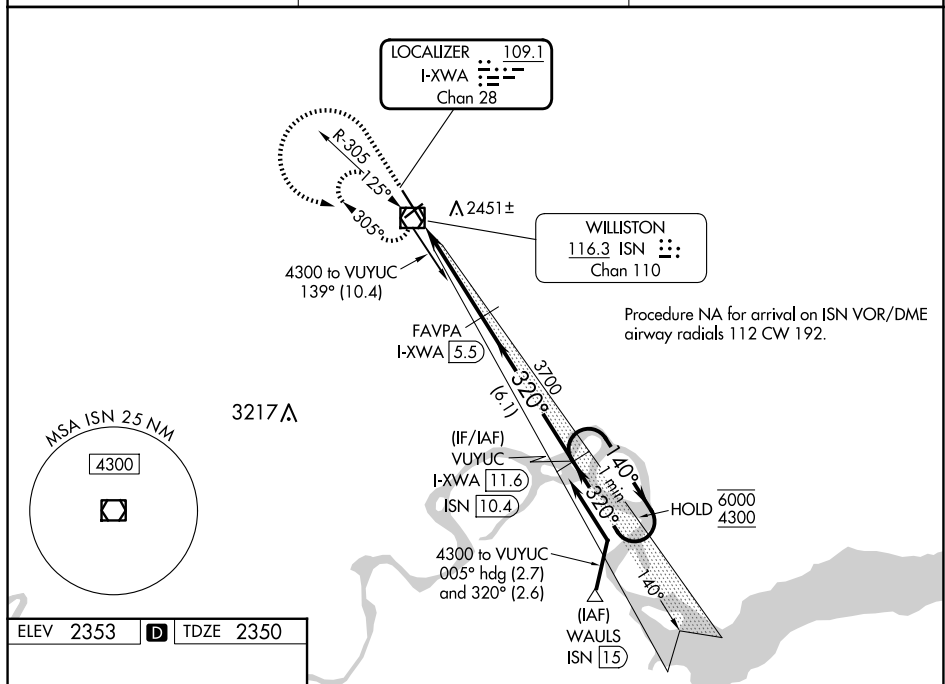 LOCALIZER 109.1
I-XWA
Chan 28
R-305
125°
305°
2451±
WILLISTON
116.3 ISN
Chan 110
4300 to VUYUC
139° (10.4)
Procedure NA for arrival on ISN VOR/DME
airway radials 112 CW 192.
FAVPA
I-XWA 5.5
3700
320°
(6.1)
3217
MSA ISN 25 NM
4300
(IF/IAF)
VUYUC
I-XWA 11.6
ISN 10.4
140°
1 min
320°
HOLD 6000
4300
4300 to VUYUC
005° hdg (2.7)
and 320° (2.6)
140°
(IAF)
WAULS
ISN 15
ELEV 2353 D TDZE 2350